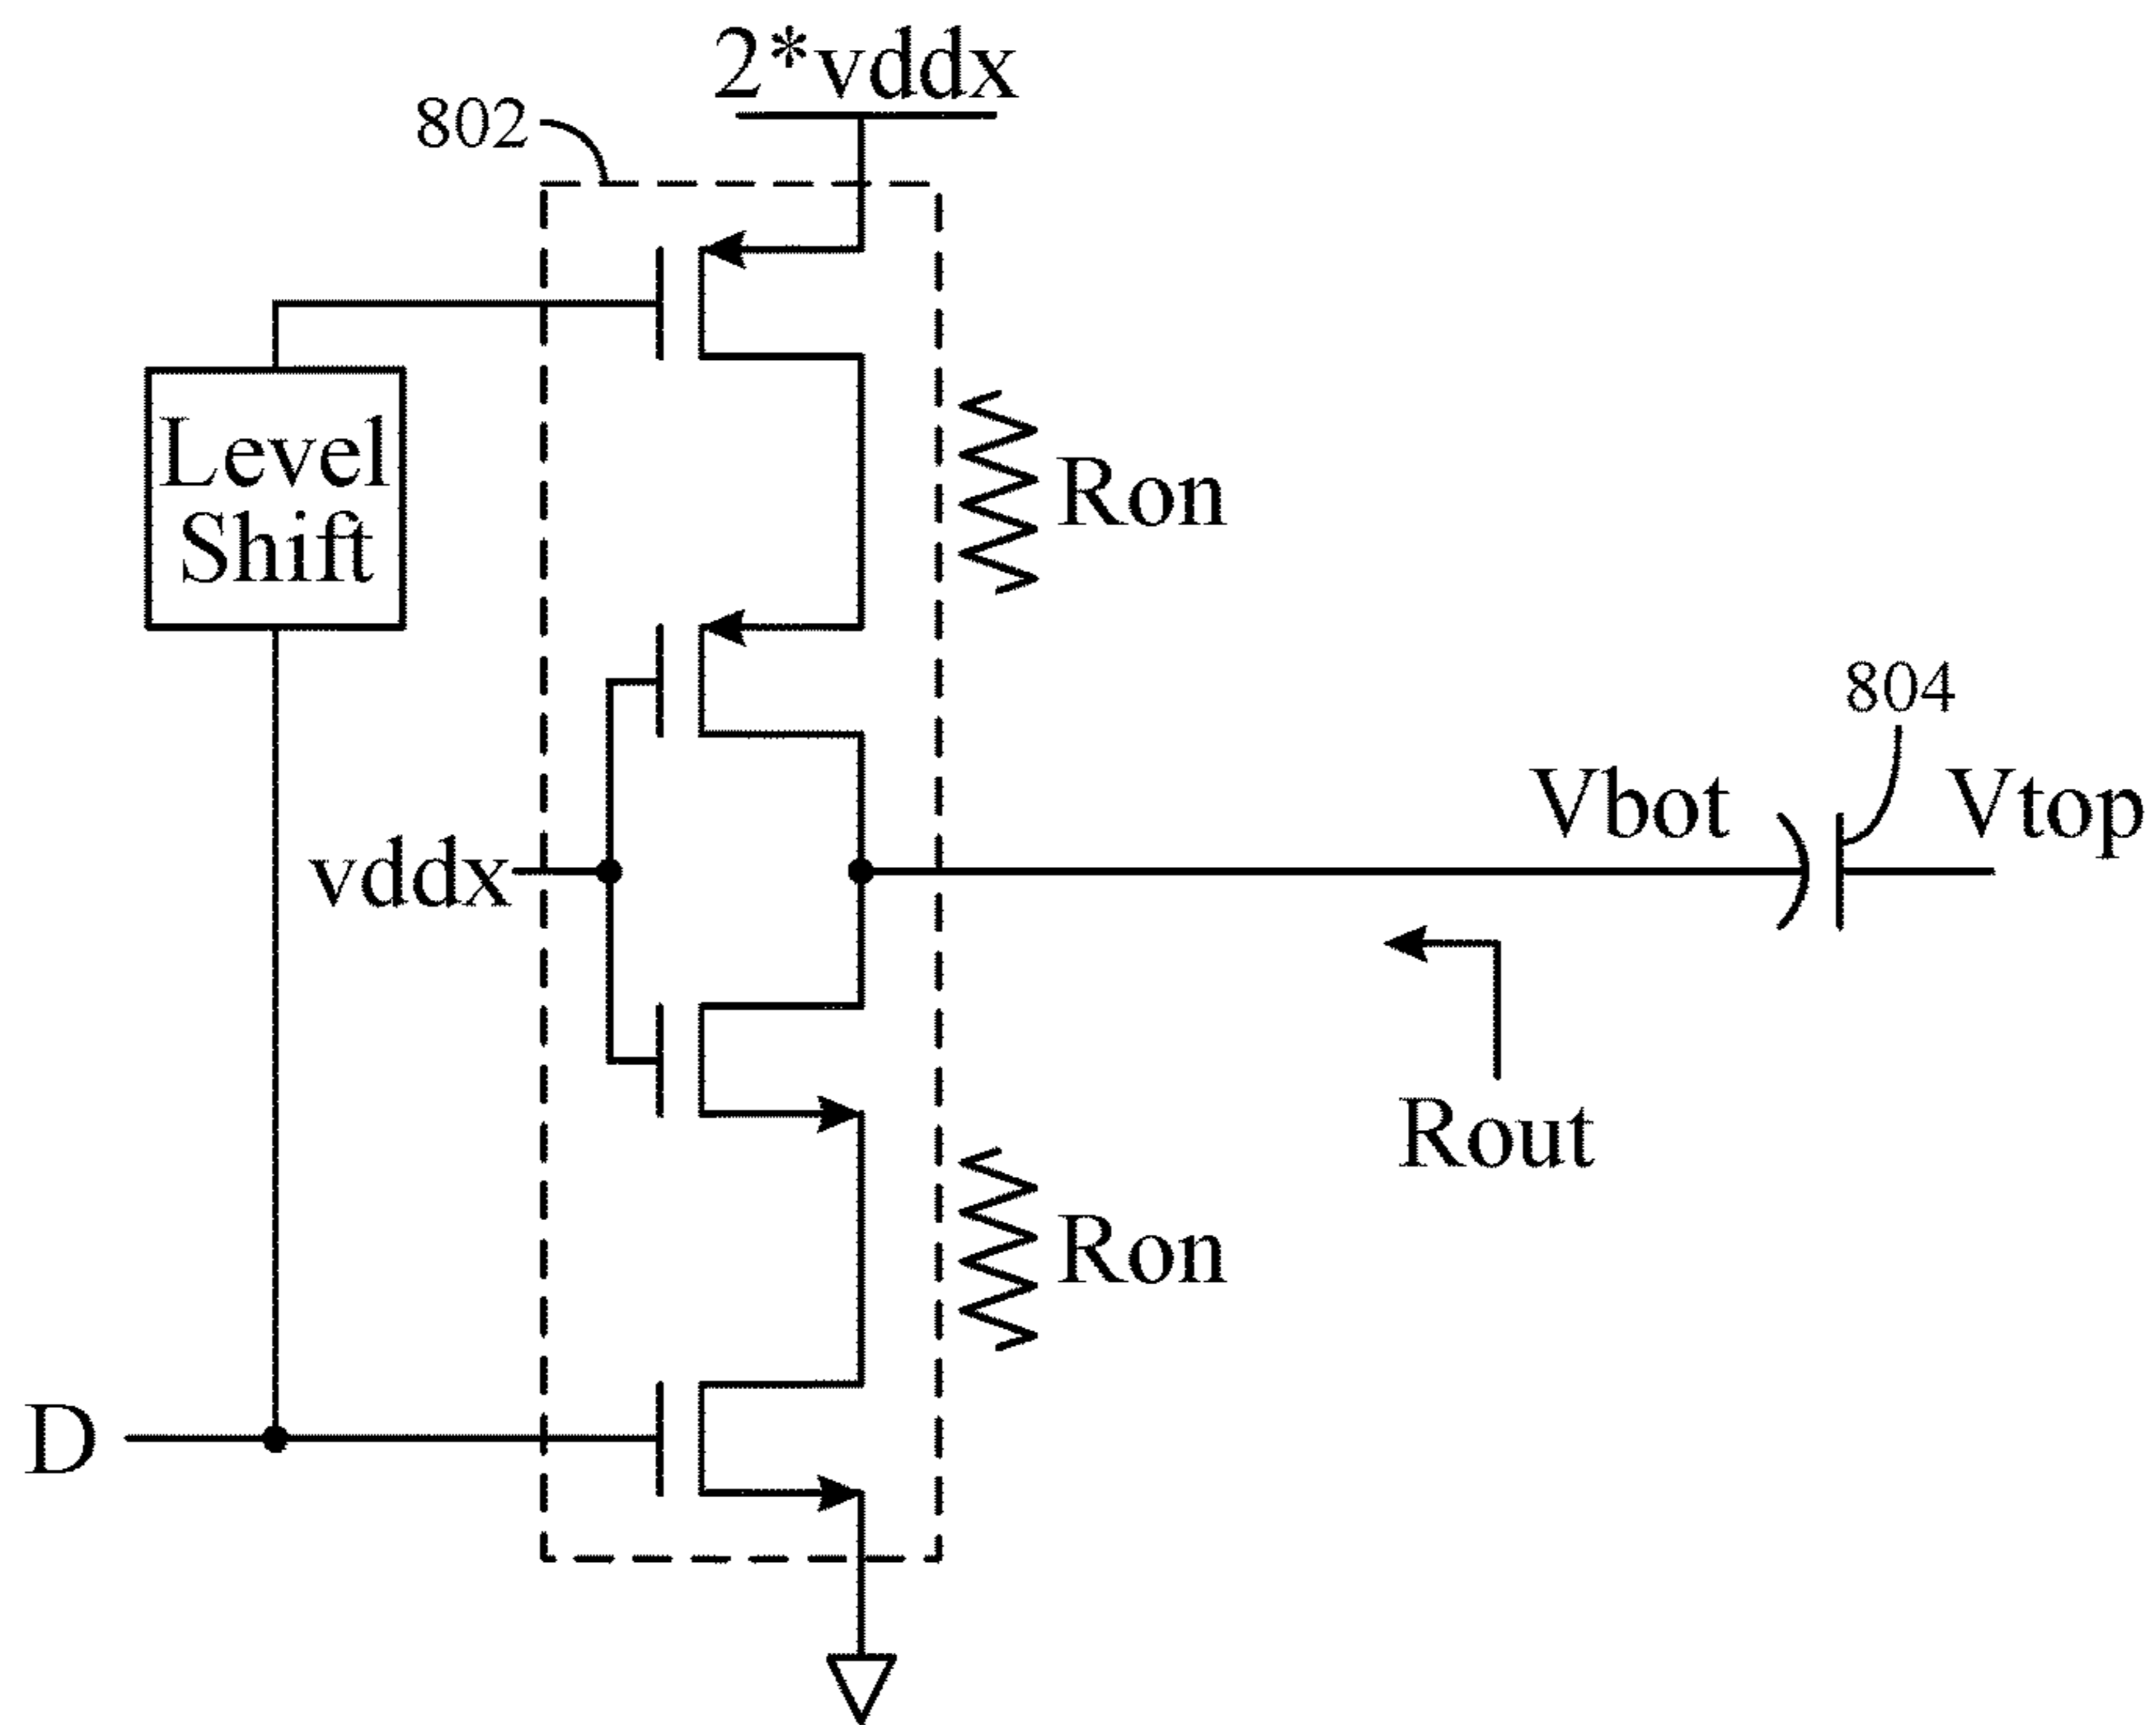 2*vddx
802
Level
Shift
Ron
804
Vbot
Vtop
vddx
Rout
Ron
D